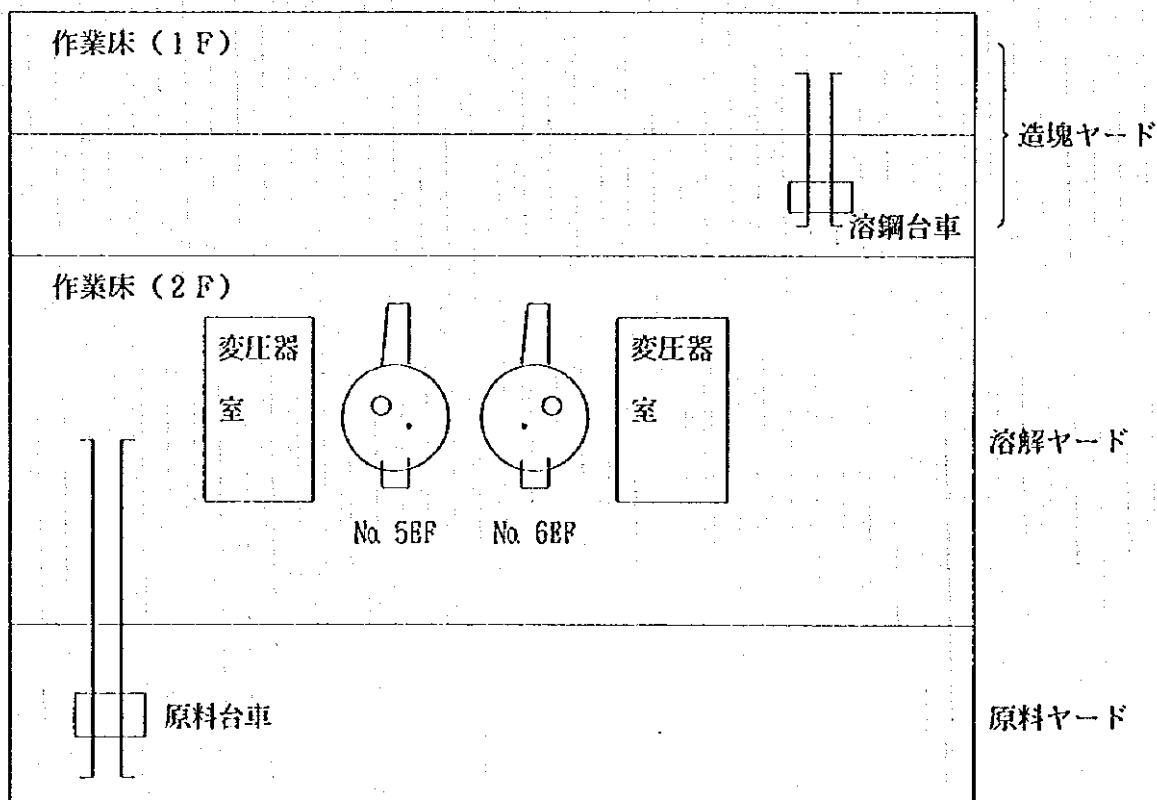 作業床（1F）
造塊ヤード
溶鋼台車
作業床（2F）
変圧器
室
変圧器
室
溶解ヤード
No. 5EF
No. 6EF
原料台車
原料ヤード